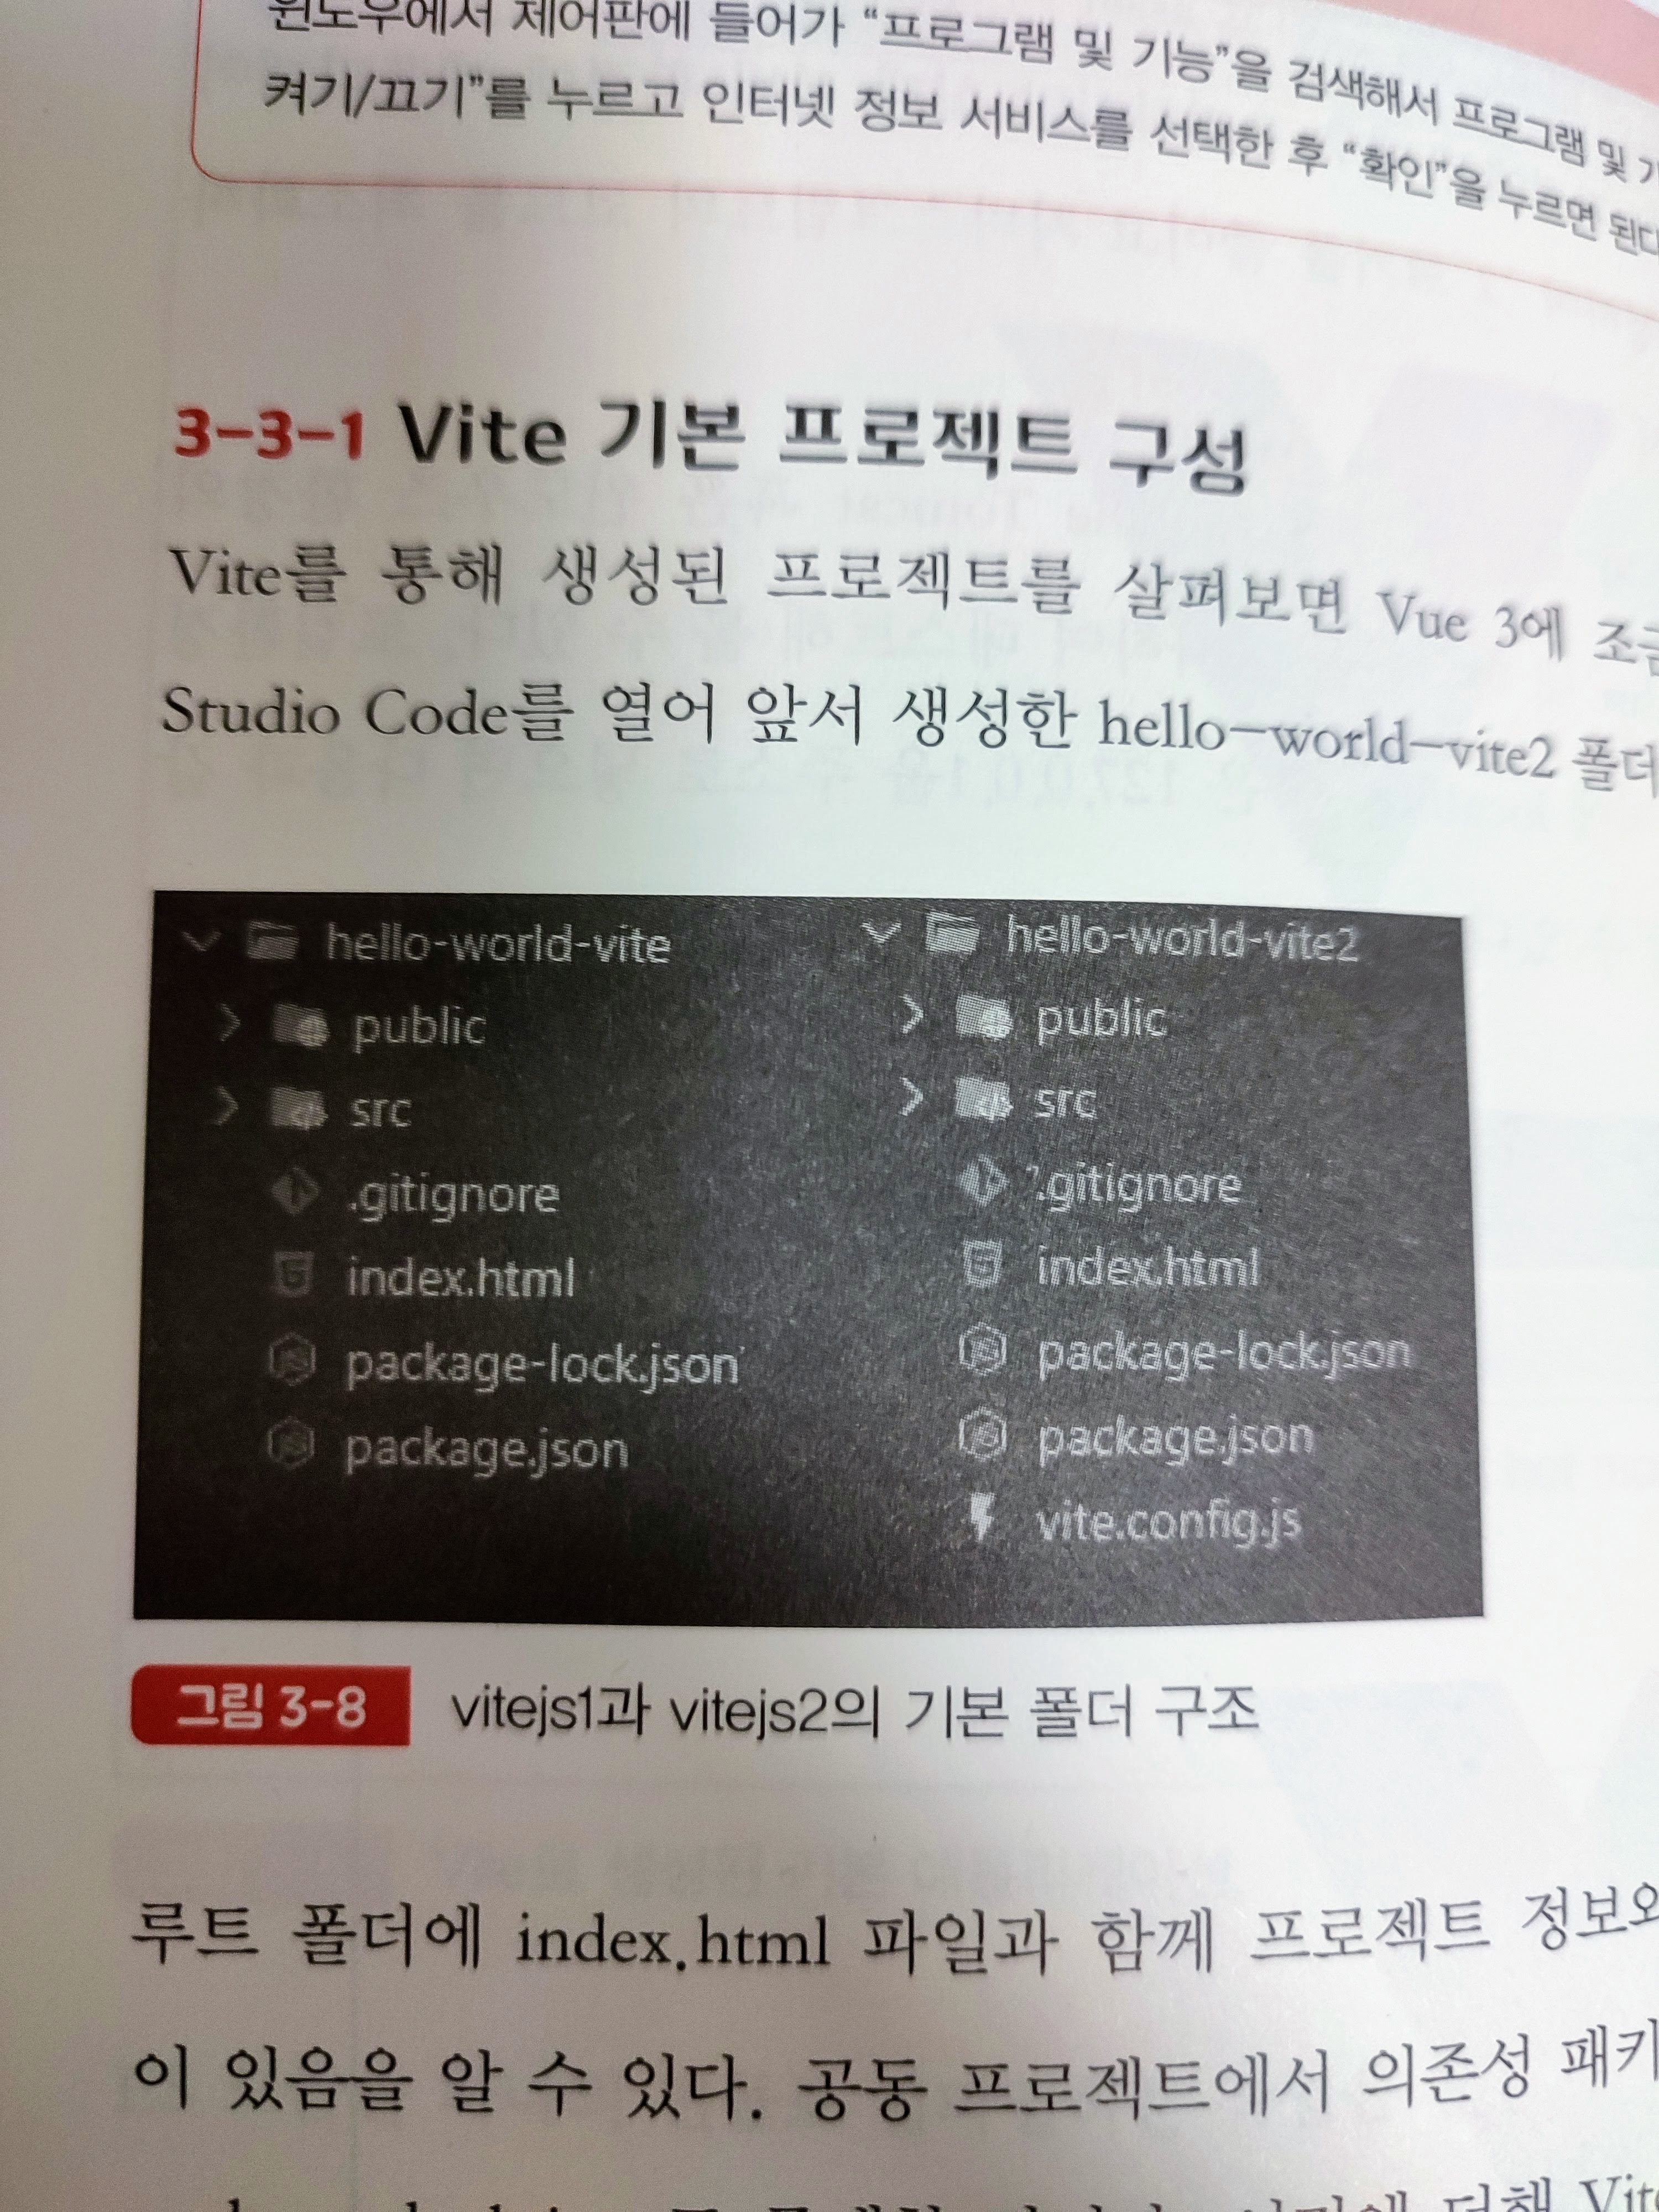 윈도우에서 제어판에 들어가 “프로그램 및 기능”을 검색해서 프로그램 및
켜기/끄기”를 누르고 인터넷 정보 서비스를 선택한 후 “확인”을 누르면 된다
3-3-1 Vite 기본 프로젝트 구성
Vite를 통해 생성된 프로젝트를 살펴보면 Vue 3에
Studio Code를 열어 앞서 생성한 hello-world-vite2 폴더
hello-world-vite
public
src
.gitignore
index.html
package-lock.json
package.json
hello-world-vite2
public
src
.gitignore
index.html
package-lock.json
package.json
vite.config.js
그림 3-8 vitejs1과 vitejs2의 기본 폴더 구조
루트 폴더에 index.html 파일과 함께 프로젝트 정보와
이 있음을 알 수 있다. 공동 프로젝트에서 의존성